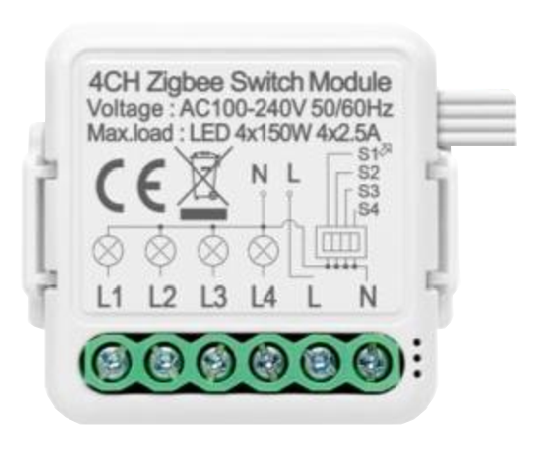 4CH Zigbee Switch Module
Voltage : AC100-240V 50/60Hz
Max.load : LED 4x150W 4x2.5A
CE
N L
S1
S2
S3
S4
L1 L2 L3 L4 L N